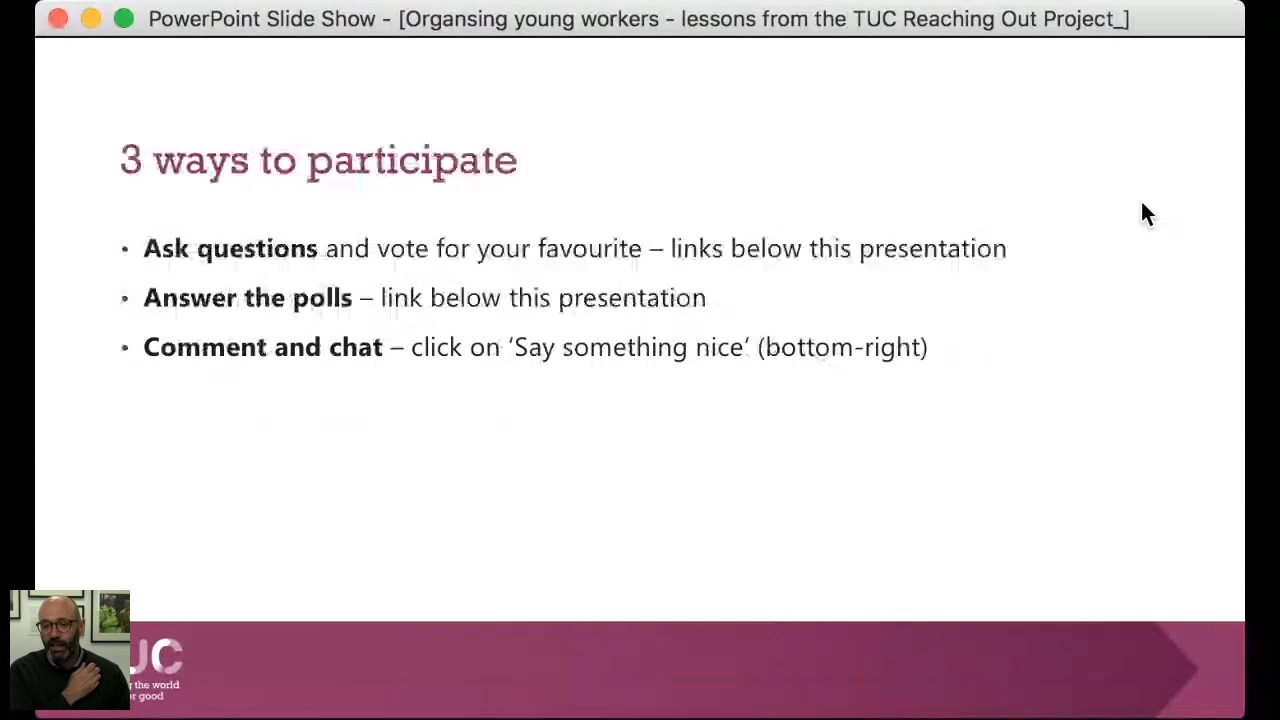 PowerPoint Slide Show - [Organsing young workers - lessons from the TUC Reaching Out Project_]
3 ways to participate
• Ask questions and vote for your favourite – links below this presentation
• Answer the polls – link below this presentation
• Comment and chat – click on ‘Say something nice’ (bottom-right)
UC
the world
for good